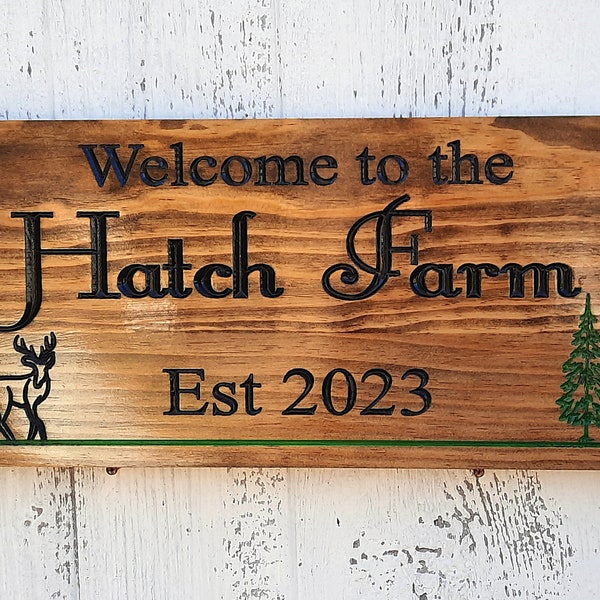 Welcome to the
Hatch Farm
Est 2023